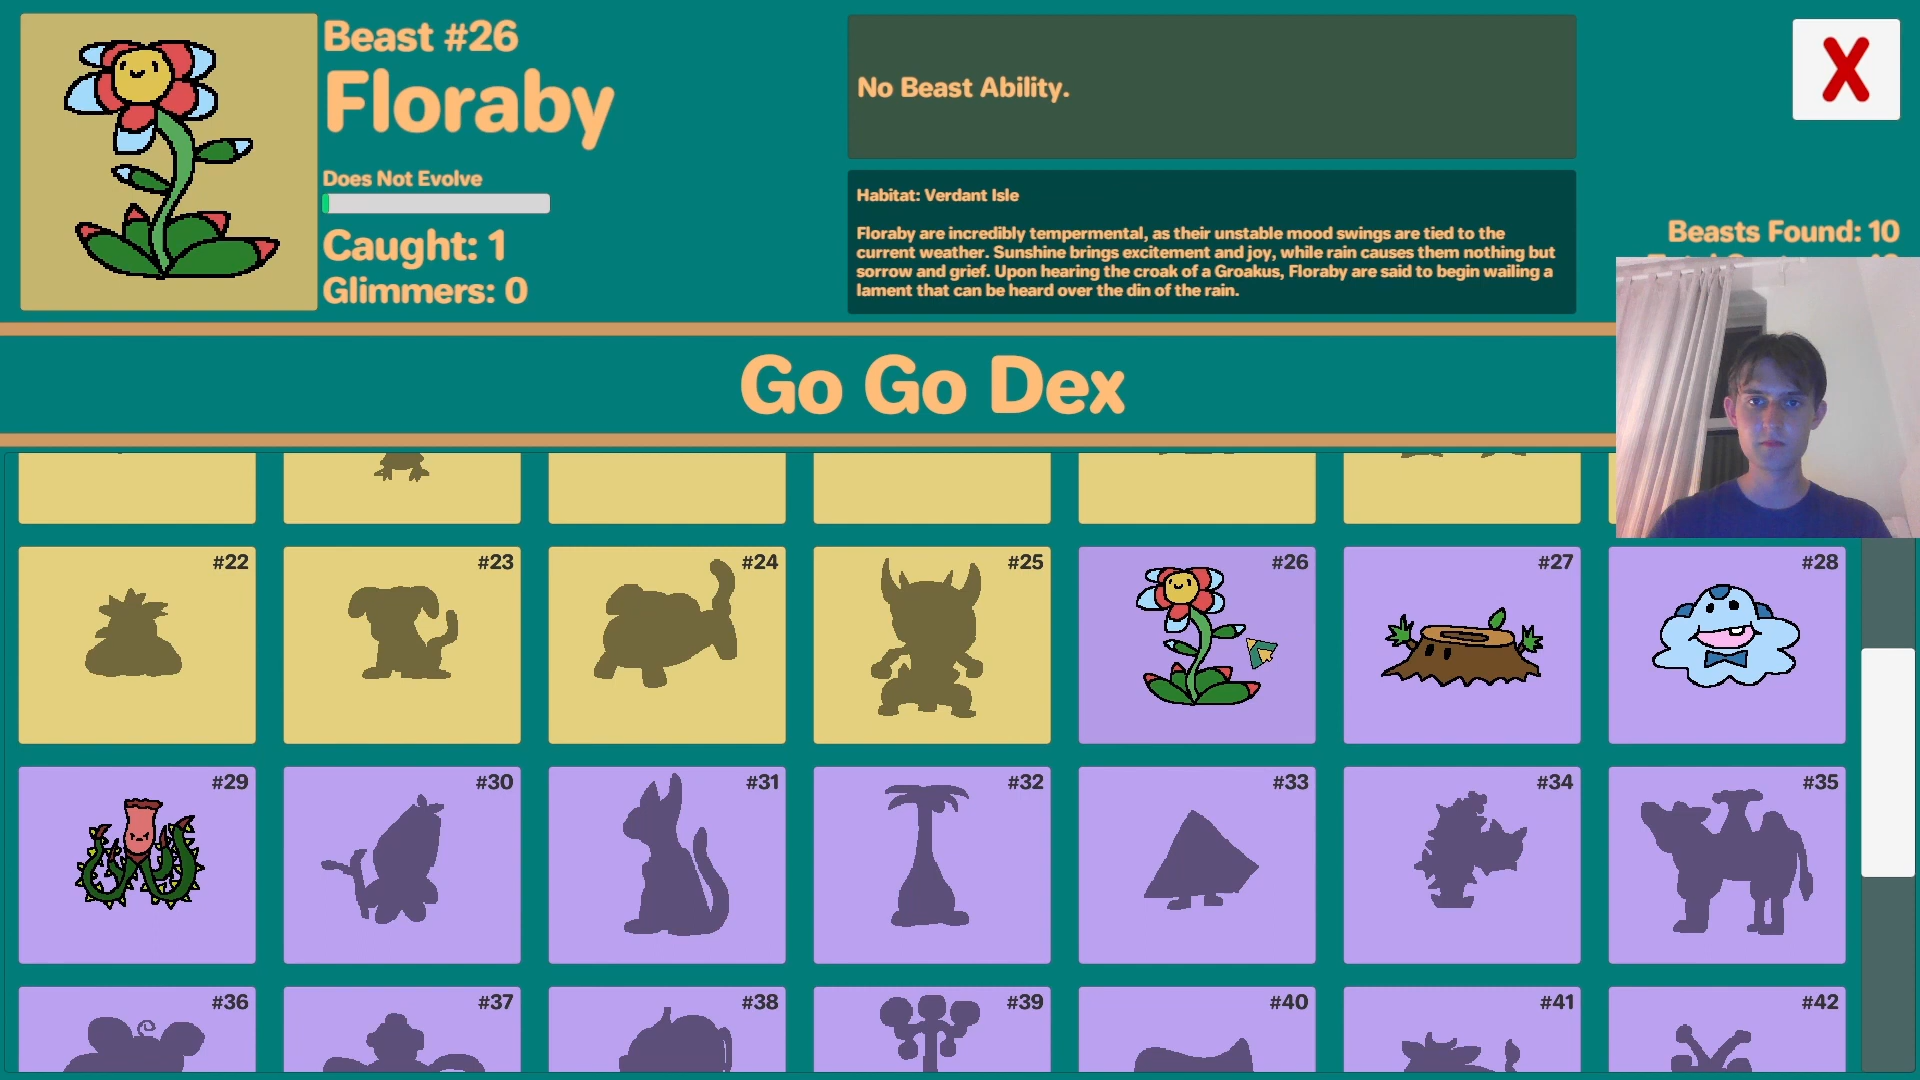 Beast #26
Floraby
Does Not Evolve
Caught: 1
Glimmers: 0
No Beast Ability.
Habitat: Verdant Isle
Floraby are incredibly tempermental, as their unstable mood swings are tied to the
current weather. Sunshine brings excitement and joy, while rain causes them nothing but
sorrow and grief. Upon hearing the croak of a Groakus, Floraby are said to begin wailing a
lament that can be heard over the din of the rain.
X
Beasts Found: 10
Go Go Dex
#22
#23
#24
#25
#26
#27
#28
#29
#30
#31
#32
#33
#34
#35
#36
#37
#38
#39
#40
#41
#42